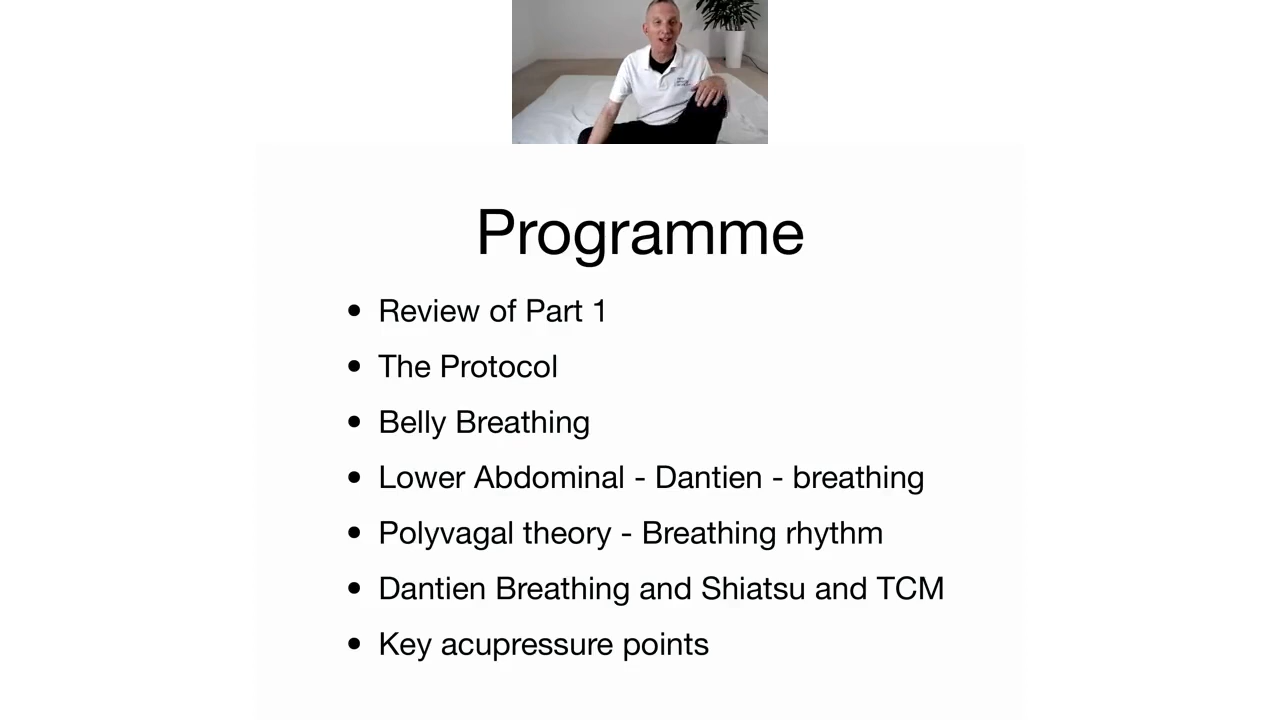 Programme
• Review of Part 1
• The Protocol
• Belly Breathing
• Lower Abdominal - Dantien - breathing
• Polyvagal theory - Breathing rhythm
• Dantien Breathing and Shiatsu and TCM
• Key acupressure points